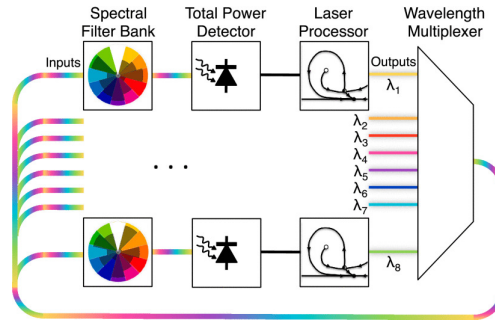 Spectral
Filter Bank
Total Power
Detector
Laser
Processor
Wavelength
Multiplexer
Inputs
Outputs
λ1
λ2
λ3
λ4
λ5
λ6
λ7
λ8
. . .